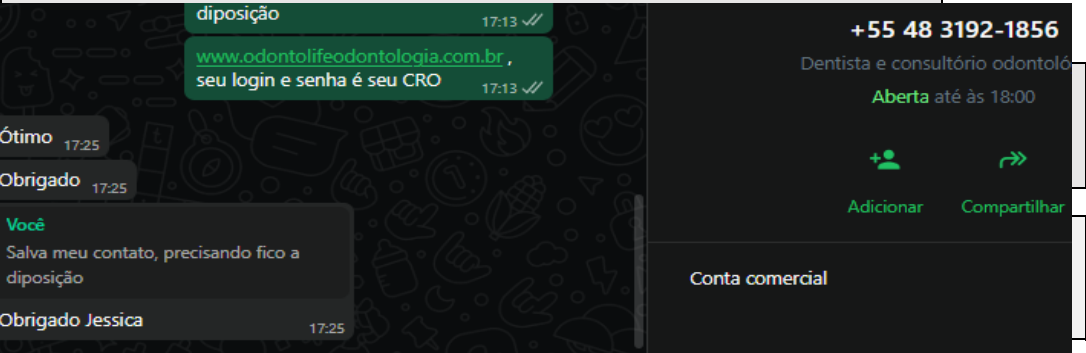 diposição
17:13
www.odontolifeodontologia.com.br ,
seu login e senha é seu CRO
17:13
Ótimo 17:25
Obrigado 17:25
Você
Salva meu contato, precisando fico a
diposição
Obrigado Jessica
17:25
+55 48 3192-1856
Dentista e consultório odontoló
Aberta até às 18:00
Adicionar Compartilhar
Conta comercial